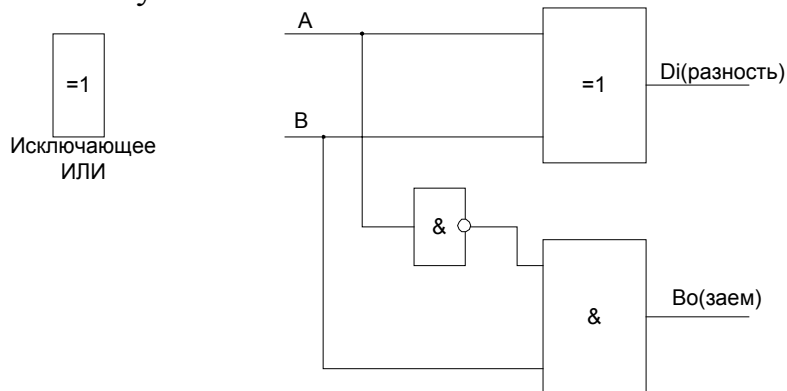 A
=1
=1
Di(разность)
B
Исключающее
ИЛИ
&
Bo(заем)
&